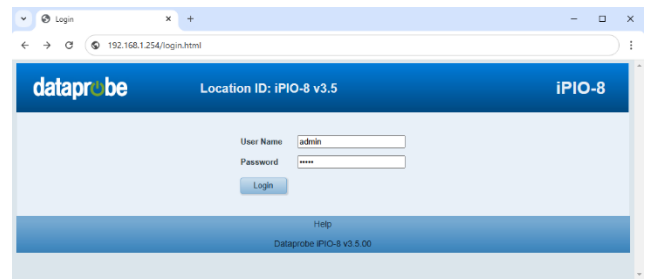 Login
192.168.1.254/login.html
dataprobe Location ID: iPIO-8 v3.5 iPIO-8
User Name admin
Password •••••
Login
Help
Dataprobe iPIO-8 v3.5.00